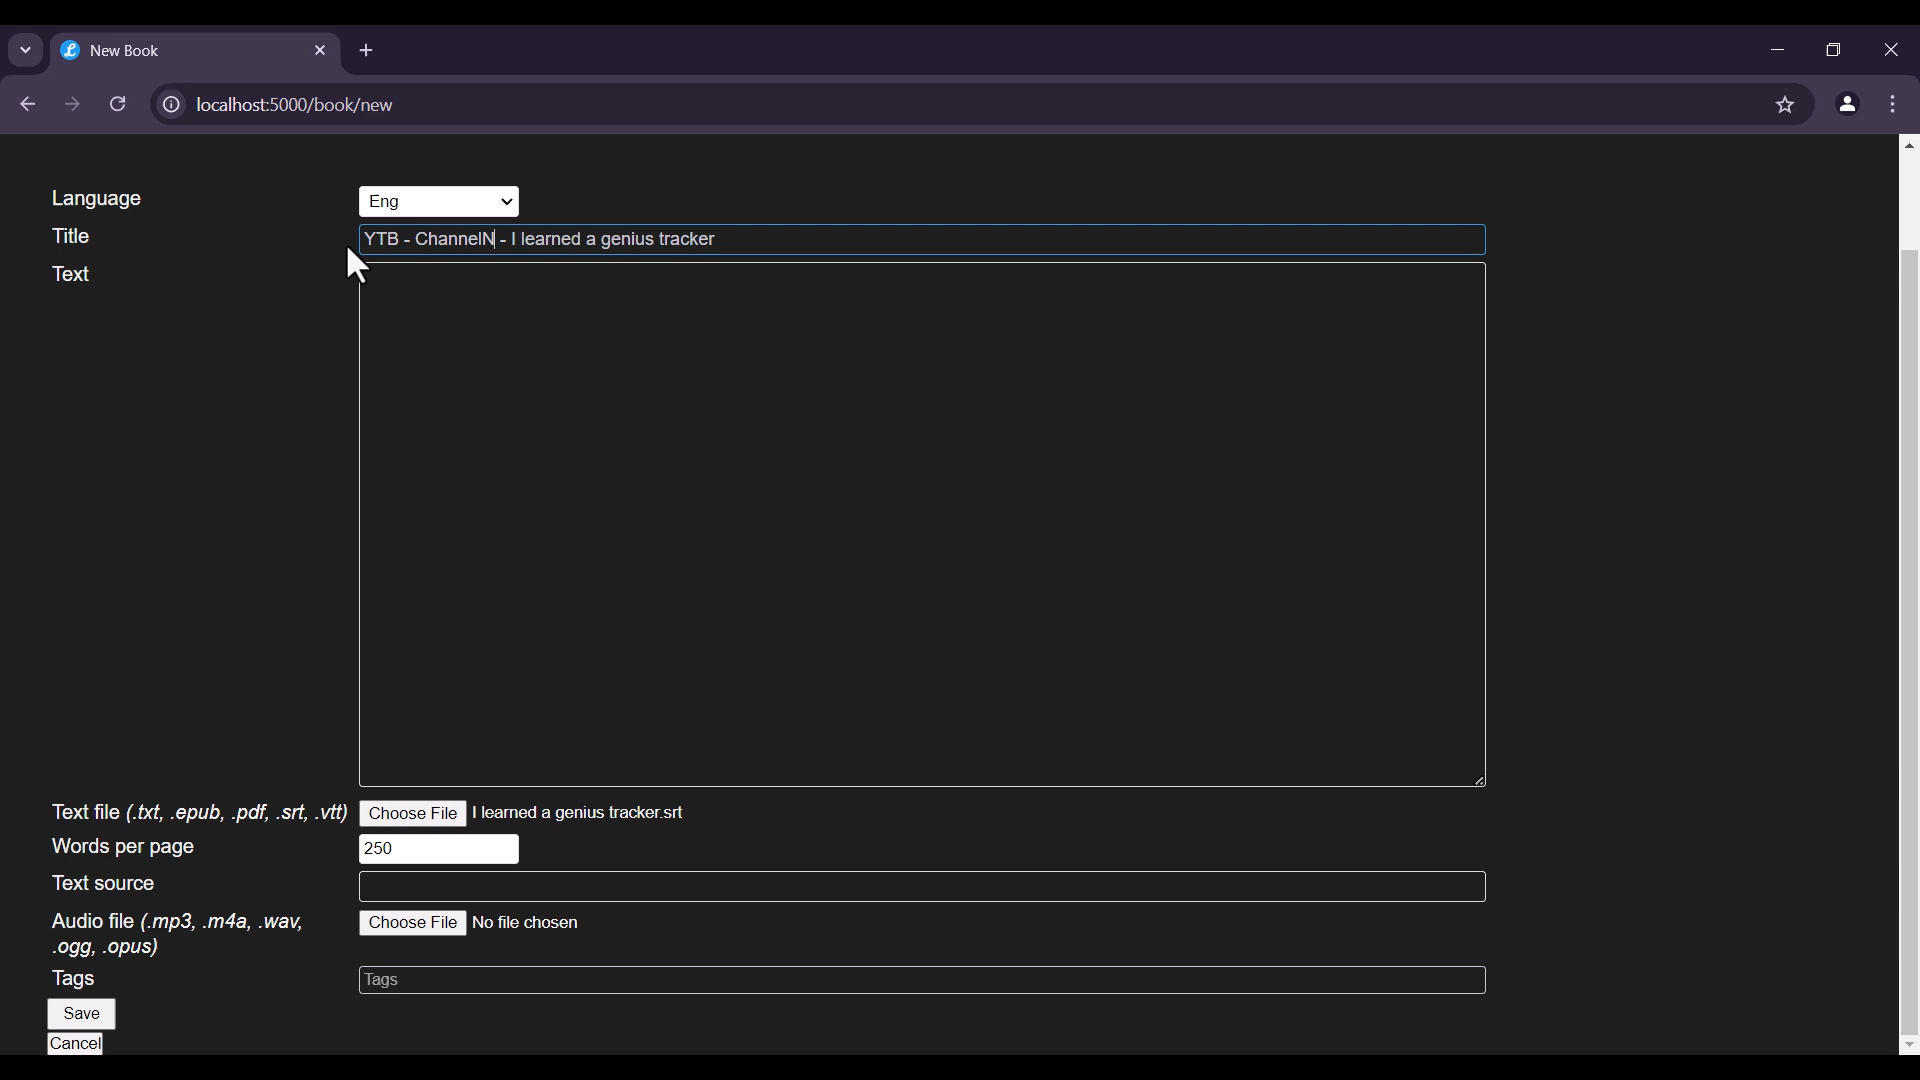 New Book
localhost:5000/book/new
Language
Eng
Title
YTB - ChannelN - I learned a genius tracker
Text
Text file (.txt, .epub, .pdf, .srt, .vtt)
Choose File I learned a genius tracker.srt
Words per page
250
Text source
Audio file (.mp3, .m4a, .wav,
.ogg, .opus)
Choose File No file chosen
Tags
Tags
Save
Cancel